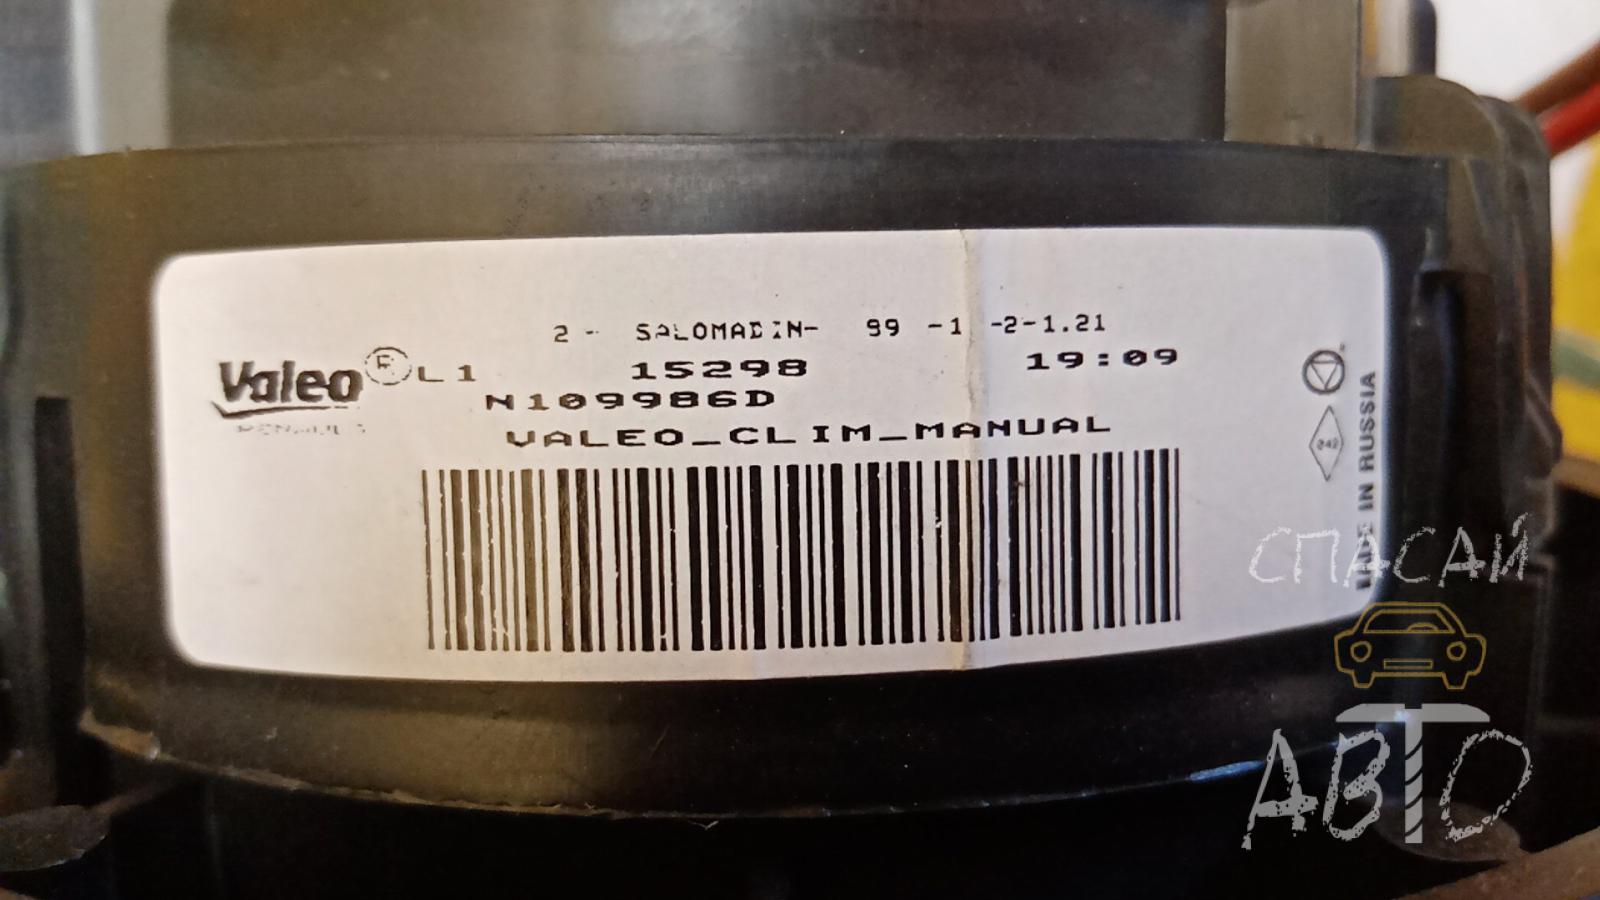 2 - SALOMADIN- 99 -1 -2-1.21
Valeo R L1 15298 19:09
N109986D
VALEO_CLIM_MANUAL
242
MADE IN RUSSIA
СПАСАЙ
АВТО